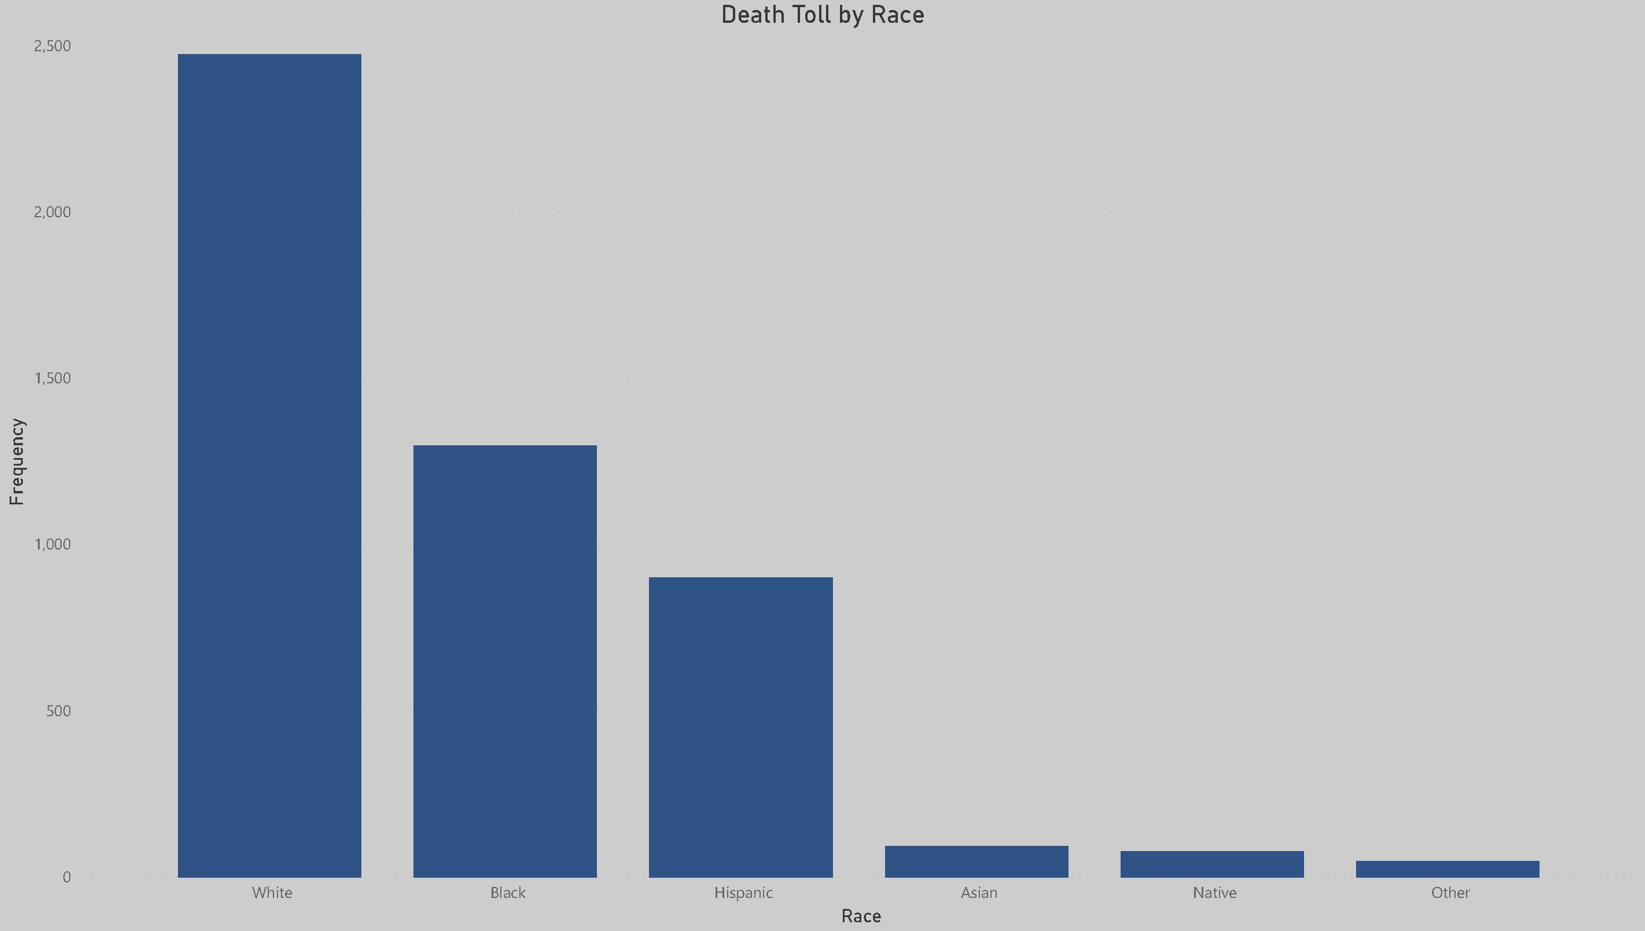 Death Toll by Race
2,500
2,000
1,500
1,000
500
0
Frequency
White
Black
Hispanic
Asian
Native
Other
Race